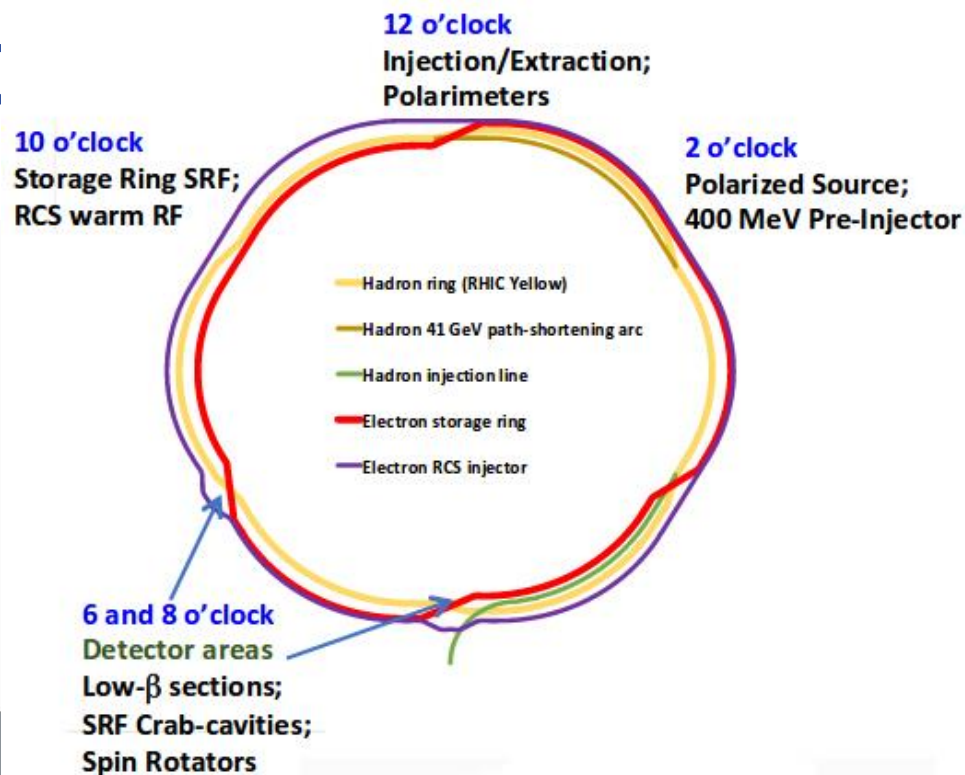 12 o’clock
Injection/Extraction;
Polarimeters
10 o’clock
Storage Ring SRF;
RCS warm RF
2 o’clock
Polarized Source;
400 MeV Pre-Injector
Hadron ring (RHIC Yellow)
Hadron 41 GeV path-shortening arc
Hadron injection line
Electron storage ring
Electron RCS injector
6 and 8 o’clock
Detector areas
Low-β sections;
SRF Crab-cavities;
Spin Rotators